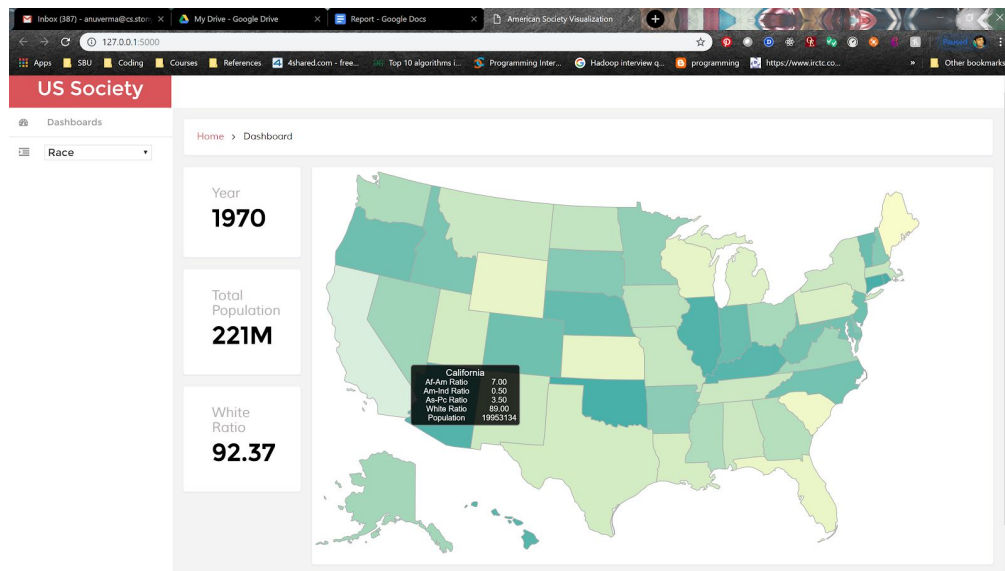 Inbox (387) - anuverma@cs.ston
My Drive - Google Drive
Report - Google Docs
American Society Visualization
127.0.0.1:5000
Paused
Apps
SBU
Coding
Courses
References
4shared.com - free...
Top 10 algorithms i...
Programming Inter...
Hadoop interview q...
programming
https://www.irctc.co...
»
Other bookmarks
US Society
Dashboards
Race
Home > Dashboard
Year
1970
Total
Population
221M
White
Ratio
92.37
California
Af-Am Ratio 7.00
Am-Ind Ratio 0.50
As-Pc Ratio 3.50
White Ratio 89.00
Population 19953134